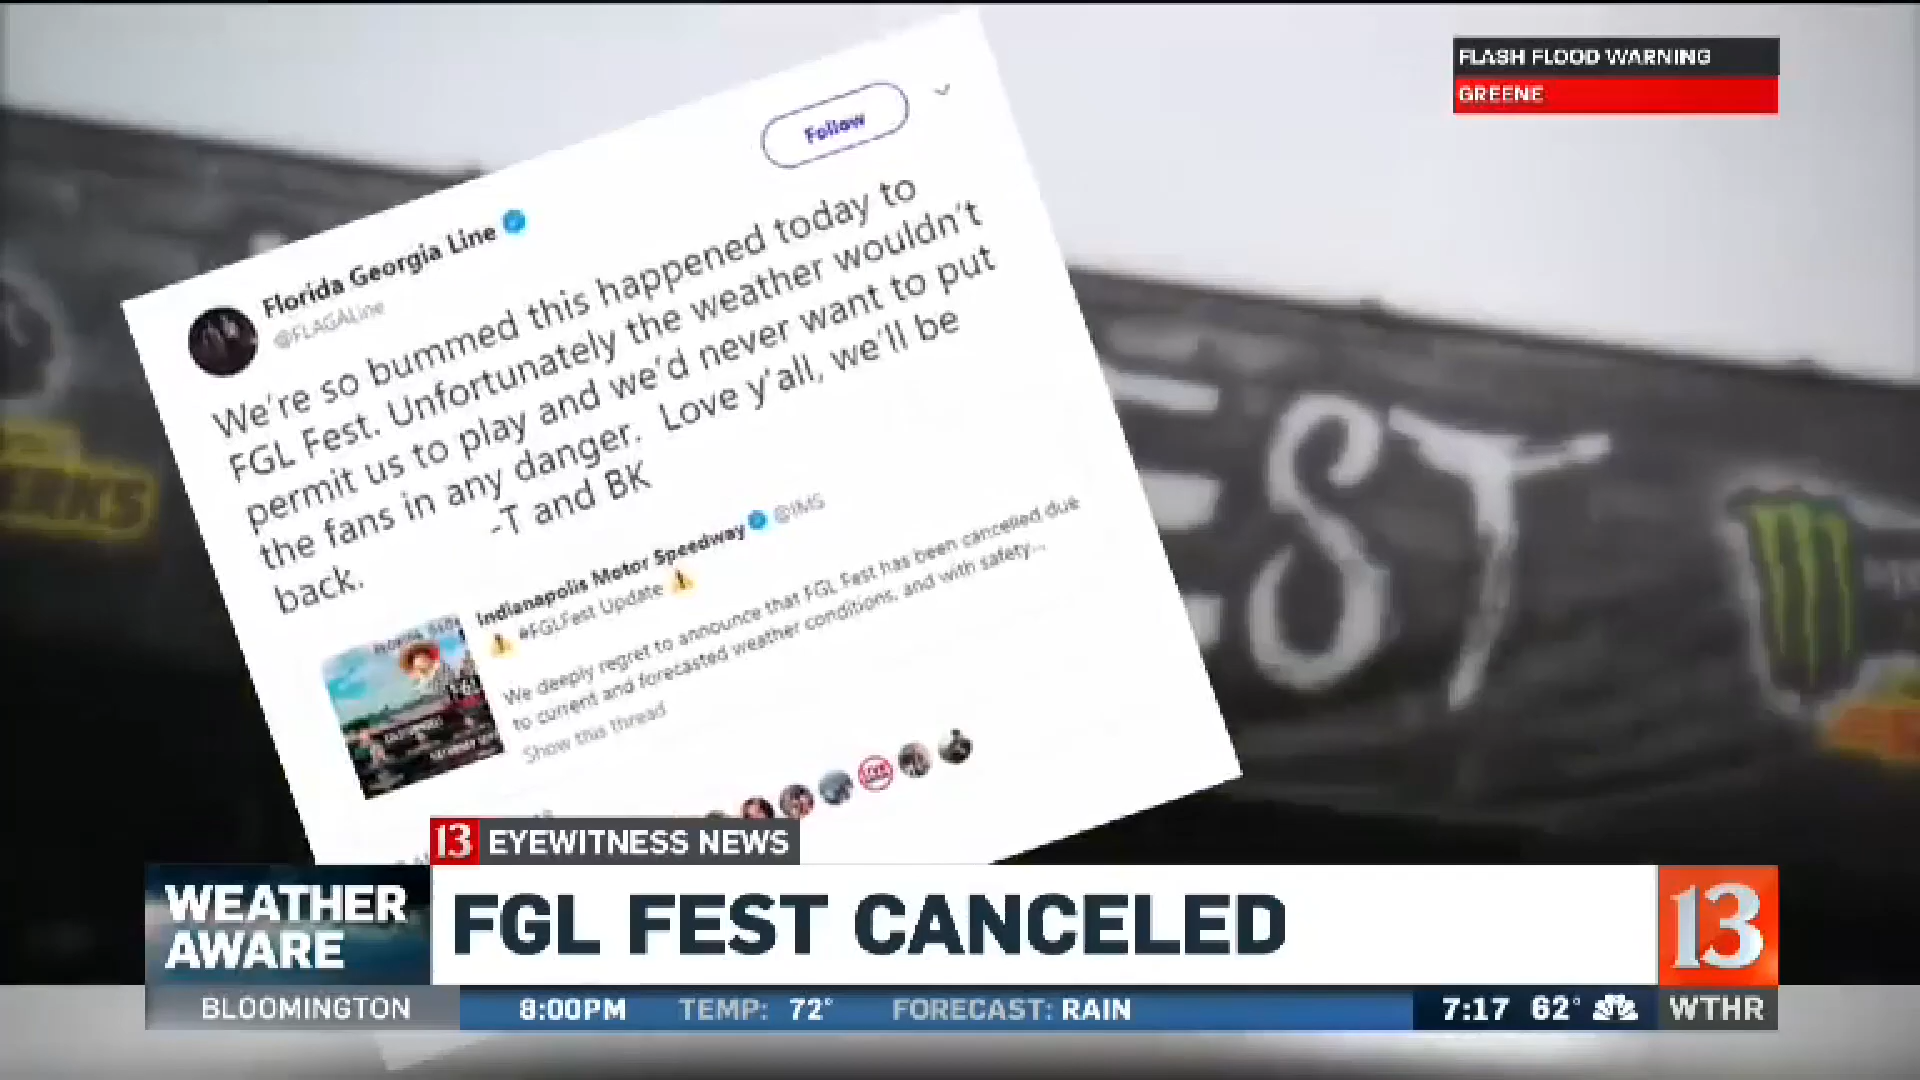 FLASH FLOOD WARNING
GREENE
Follow
Florida Georgia Line
@FLAGALine
We're so bummed this happened today to
FGL Fest. Unfortunately the weather wouldn't
permit us to play and we'd never want to put
the fans in any danger. Love y'all, we'll be
back.
-T and BK
Indianapolis Motor Speedway @IMS
⚠ #FGLFest Update ⚠
We deeply regret to announce that FGL Fest has been cancelled due
to current and forecasted weather conditions, and with safety...
Show this thread
EST
ERKS
13 EYEWITNESS NEWS
WEATHER
AWARE
FGL FEST CANCELED
13
BLOOMINGTON
8:00PM TEMP: 72° FORECAST: RAIN
7:17 62°
WTHR